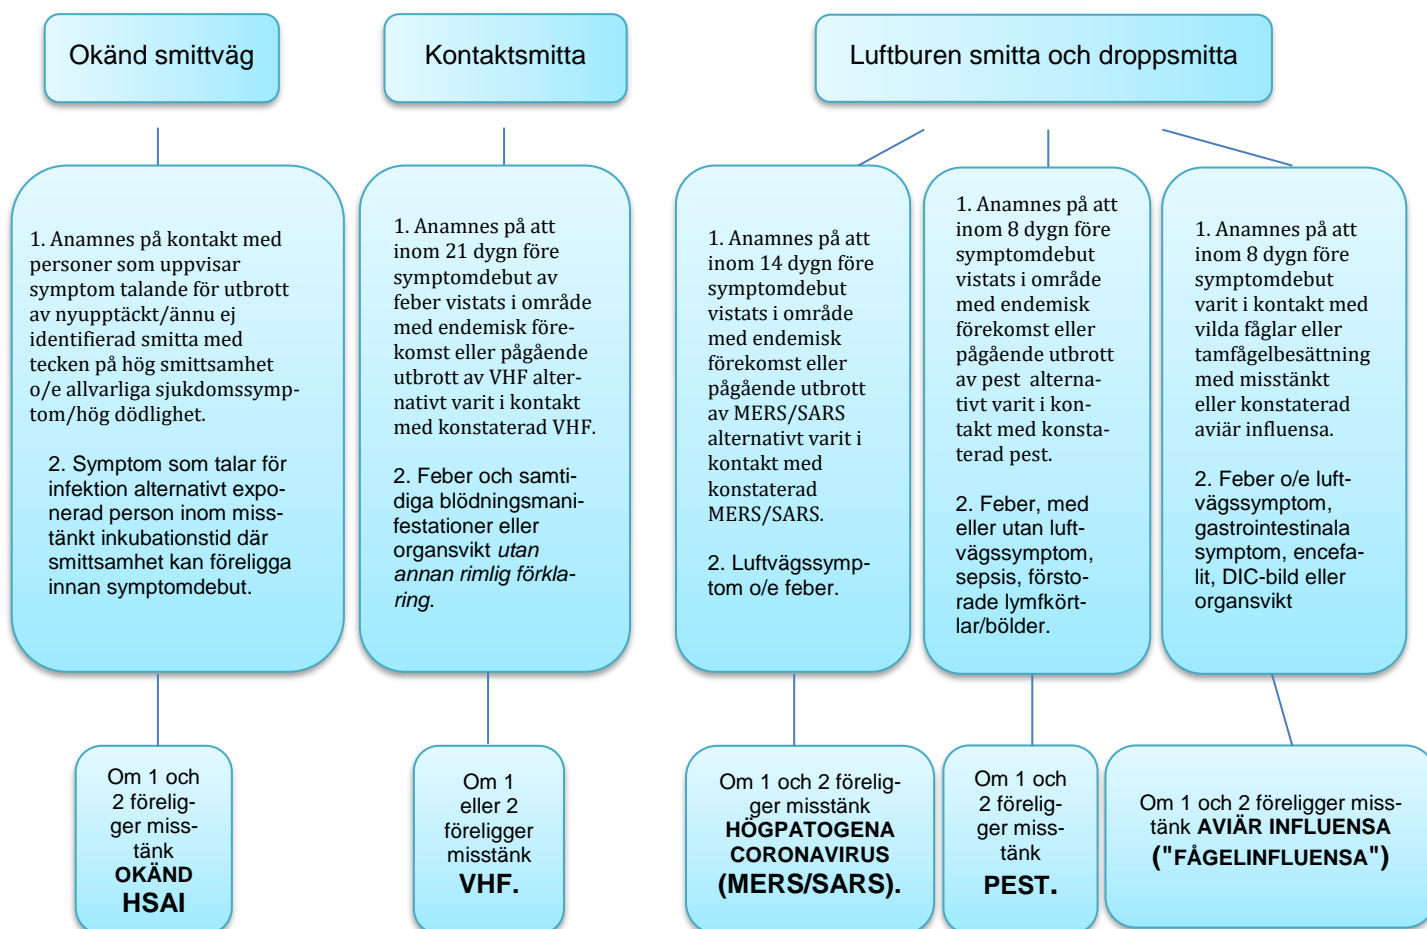 Okänd smittväg
Kontaktsmitta
Luftburen smitta och droppsmitta
1. Anamnes på kontakt med
personer som uppvisar
symptom talande för utbrott
av nyupptäckt/ännu ej
identifierad smitta med
tecken på hög smittsamhet
o/e allvarliga sjukdomssymp-
tom/hög dödlighet.
2. Symptom som talar för
infektion alternativt expo-
nerad person inom miss-
tänkt inkubationstid där
smittsamhet kan föreligga
innan symptomdebut.
1. Anamnes på att
inom 21 dygn före
symptomdebut av
feber vistats i område
med endemisk före-
komst eller pågående
utbrott av VHF alter-
nativt varit i kontakt
med konstaterad VHF.
2. Feber och samti-
diga blödningsmani-
festationer eller
organsvikt utan
annan rimlig förkla-
ring.
1. Anamnes på att
inom 14 dygn före
symptomdebut
vistats i område
med endemisk
förekomst eller
pågående utbrott
av MERS/SARS
alternativt varit i
kontakt med
konstaterad
MERS/SARS.
2. Luftvägssymp-
tom o/e feber.
1. Anamnes på att
inom 8 dygn före
symptomdebut
vistats i område
med endemisk
förekomst eller
pågående utbrott
av pest alterna-
tivt varit i kon-
takt med konsta-
terad pest.
2. Feber, med
eller utan luft-
vägssymptom,
sepsis, försto-
rade lymfkört-
lar/bölder.
1. Anamnes på att
inom 8 dygn före
symptomdebut
varit i kontakt med
vilda fåglar eller
tamfågelbesättning
med misstänkt
eller konstaterad
aviär influensa.
2. Feber o/e luft-
vägssymptom,
gastrointestinala
symptom, encefa-
lit, DIC-bild eller
organsvikt
Om 1 och
2 förelig-
ger miss-
tänk
OKÄND
HSAI
Om 1
eller 2
föreligger
misstänk
VHF.
Om 1 och 2 förelig-
ger misstänk
HÖGPATOGENA
CORONAVIRUS
(MERS/SARS).
Om 1 och
2 förelig-
ger miss-
tänk
PEST.
Om 1 och 2 föreligger miss-
tänk AVIÄR INFLUENSA
("FÅGELINFLUENSA")